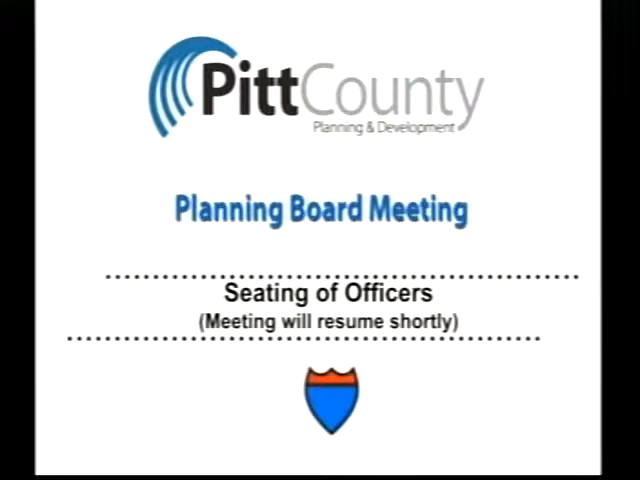 PittCounty
Planning & Development
Planning Board Meeting
Seating of Officers
(Meeting will resume shortly)